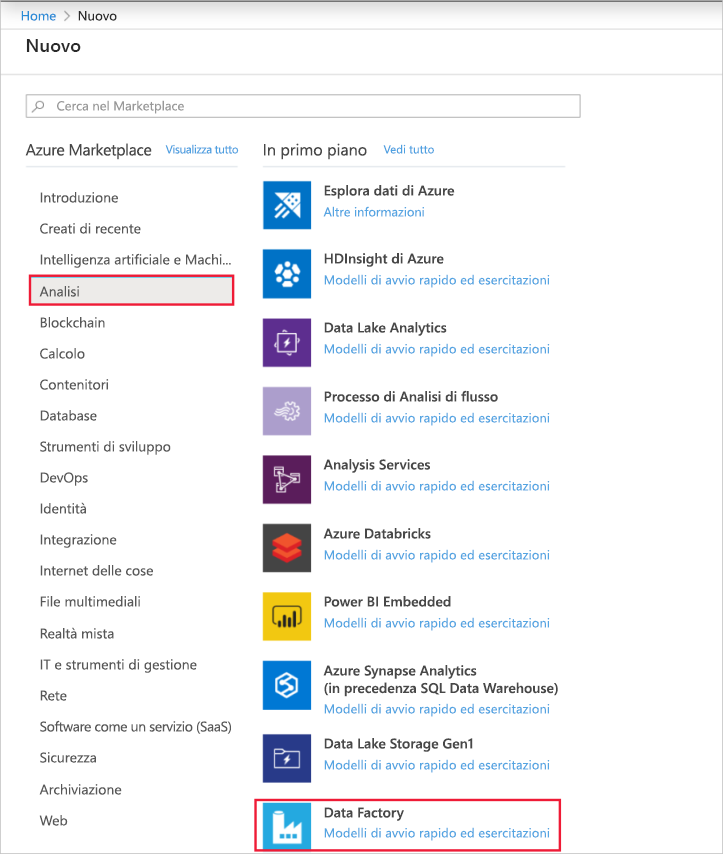 Home > Nuovo
Nuovo
Cerca nel Marketplace
Azure Marketplace Visualizza tutto
Introduzione
Creati di recente
Intelligenza artificiale e Machi...
Analisi
Blockchain
Calcolo
Contenitori
Database
Strumenti di sviluppo
DevOps
Identità
Integrazione
Internet delle cose
File multimediali
Realtà mista
IT e strumenti di gestione
Rete
Software come un servizio (SaaS)
Sicurezza
Archiviazione
Web
In primo piano Vedi tutto
Esplora dati di Azure
Altre informazioni
HDInsight di Azure
Modelli di avvio rapido ed esercitazioni
Data Lake Analytics
Modelli di avvio rapido ed esercitazioni
Processo di Analisi di flusso
Modelli di avvio rapido ed esercitazioni
Analysis Services
Modelli di avvio rapido ed esercitazioni
Azure Databricks
Modelli di avvio rapido ed esercitazioni
Power BI Embedded
Modelli di avvio rapido ed esercitazioni
Azure Synapse Analytics
(in precedenza SQL Data Warehouse)
Modelli di avvio rapido ed esercitazioni
Data Lake Storage Gen1
Modelli di avvio rapido ed esercitazioni
Data Factory
Modelli di avvio rapido ed esercitazioni